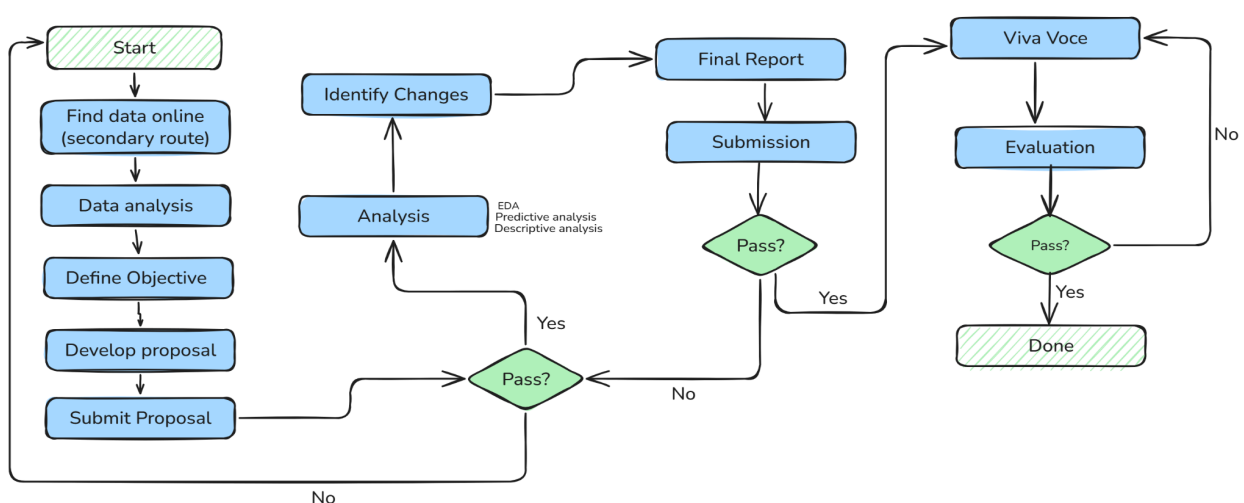 Start
Find data online
(secondary route)
Data analysis
Define Objective
Develop proposal
Submit Proposal
No
Pass?
Yes
Analysis
EDA
Predictive analysis
Descriptive analysis
Identify Changes
Final Report
Submission
Pass?
No
Yes
Viva Voce
Evaluation
Pass?
No
Yes
Done